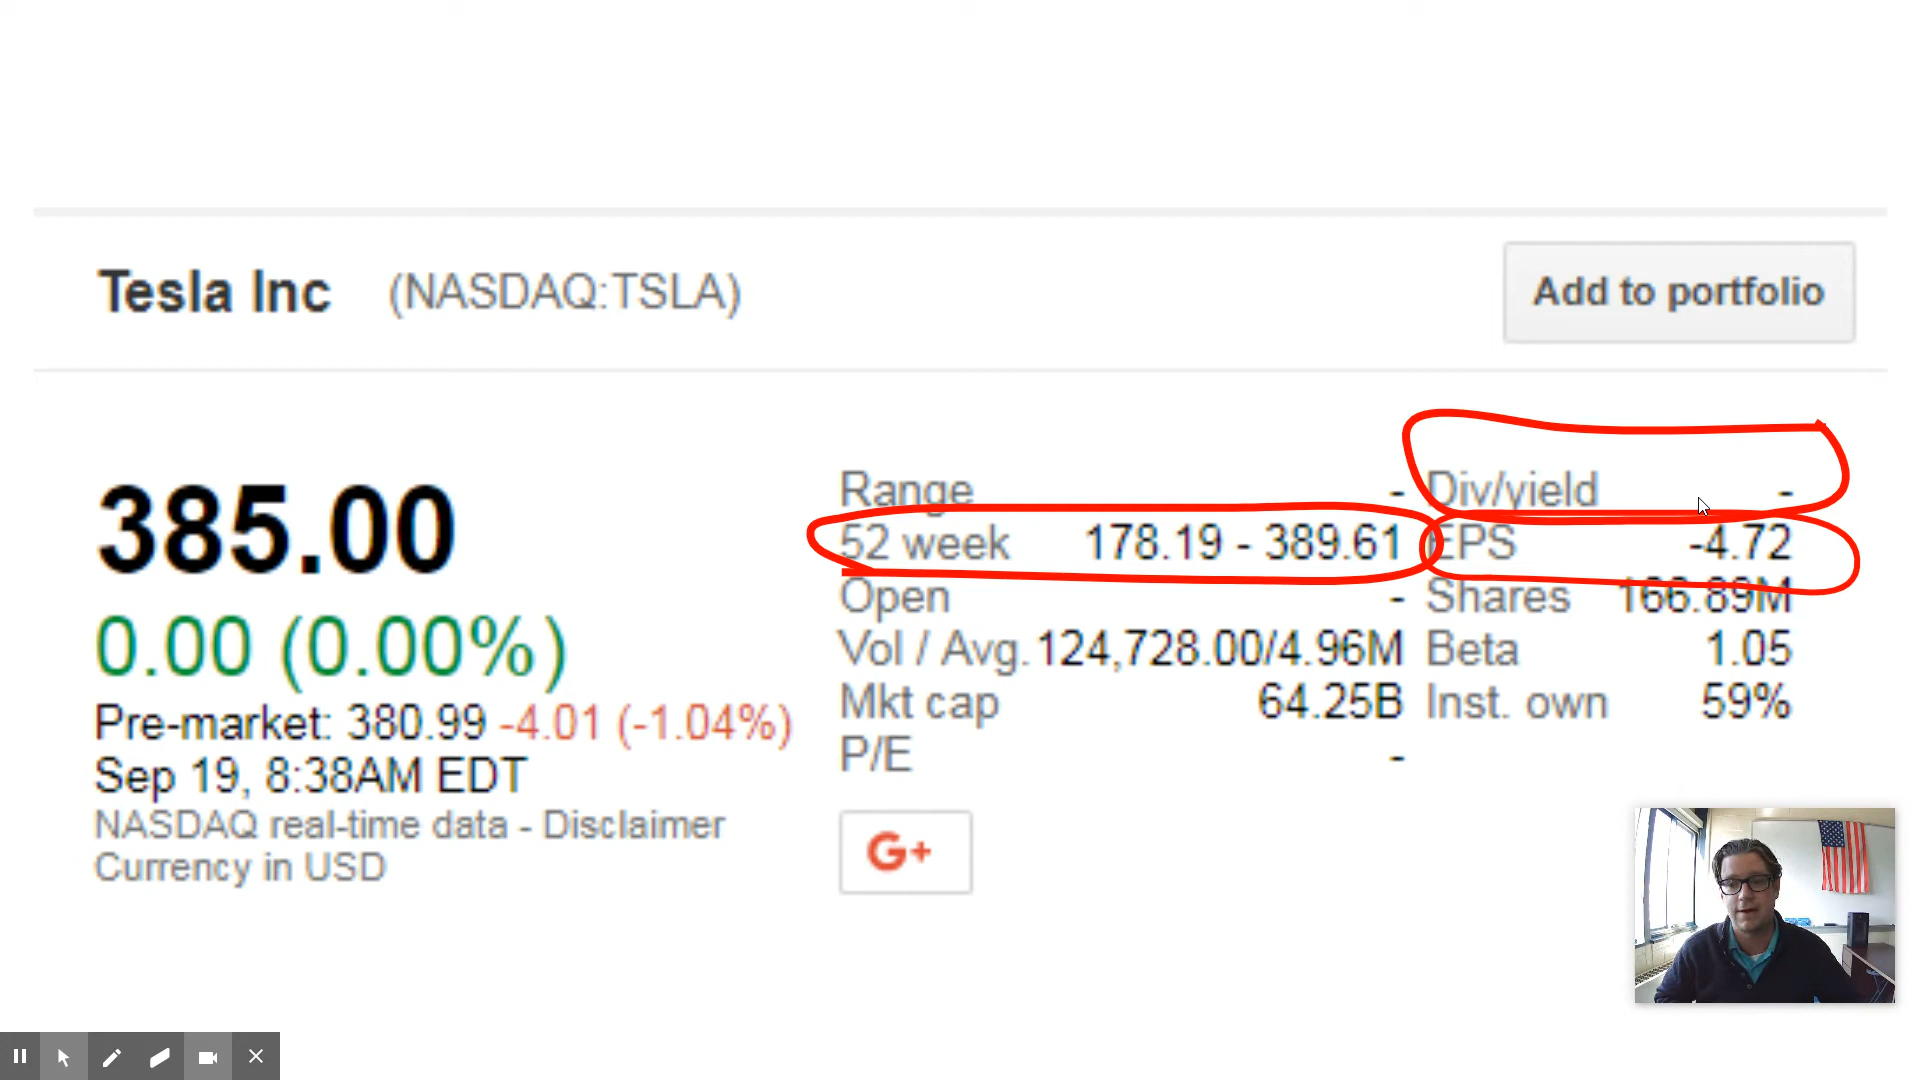 Tesla Inc (NASDAQ:TSLA)
Add to portfolio
385.00
0.00 (0.00%)
Pre-market: 380.99 -4.01 (-1.04%)
Sep 19, 8:38AM EDT
NASDAQ real-time data - Disclaimer
Currency in USD
Range -
52 week 178.19 - 389.61
Open -
Vol / Avg. 124,728.00/4.96M
Mkt cap 64.25B
P/E -
Div/yield -
EPS -4.72
Shares 166.89M
Beta 1.05
Inst. own 59%
G+